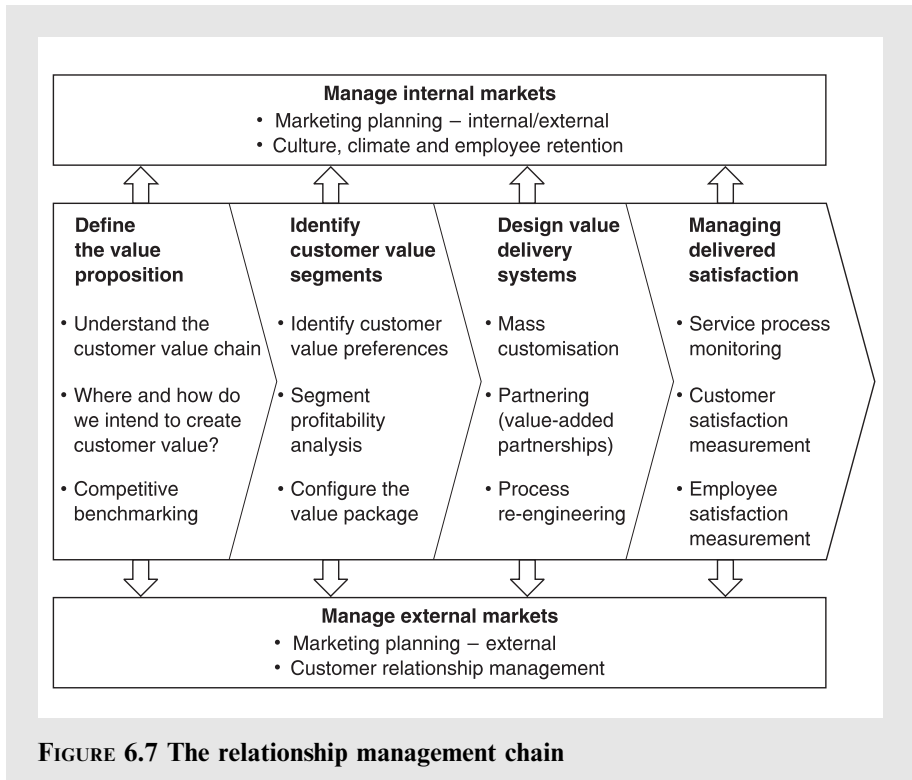 Manage internal markets
• Marketing planning – internal/external
• Culture, climate and employee retention
Define
the value
proposition
• Understand the
customer value chain
• Where and how do
we intend to create
customer value?
• Competitive
benchmarking
Identify
customer value
segments
• Identify customer
value preferences
• Segment
profitability
analysis
• Configure the
value package
Design value
delivery
systems
• Mass
customisation
• Partnering
(value-added
partnerships)
• Process
re-engineering
Managing
delivered
satisfaction
• Service process
monitoring
• Customer
satisfaction
measurement
• Employee
satisfaction
measurement
Manage external markets
• Marketing planning – external
• Customer relationship management
FIGURE 6.7 The relationship management chain